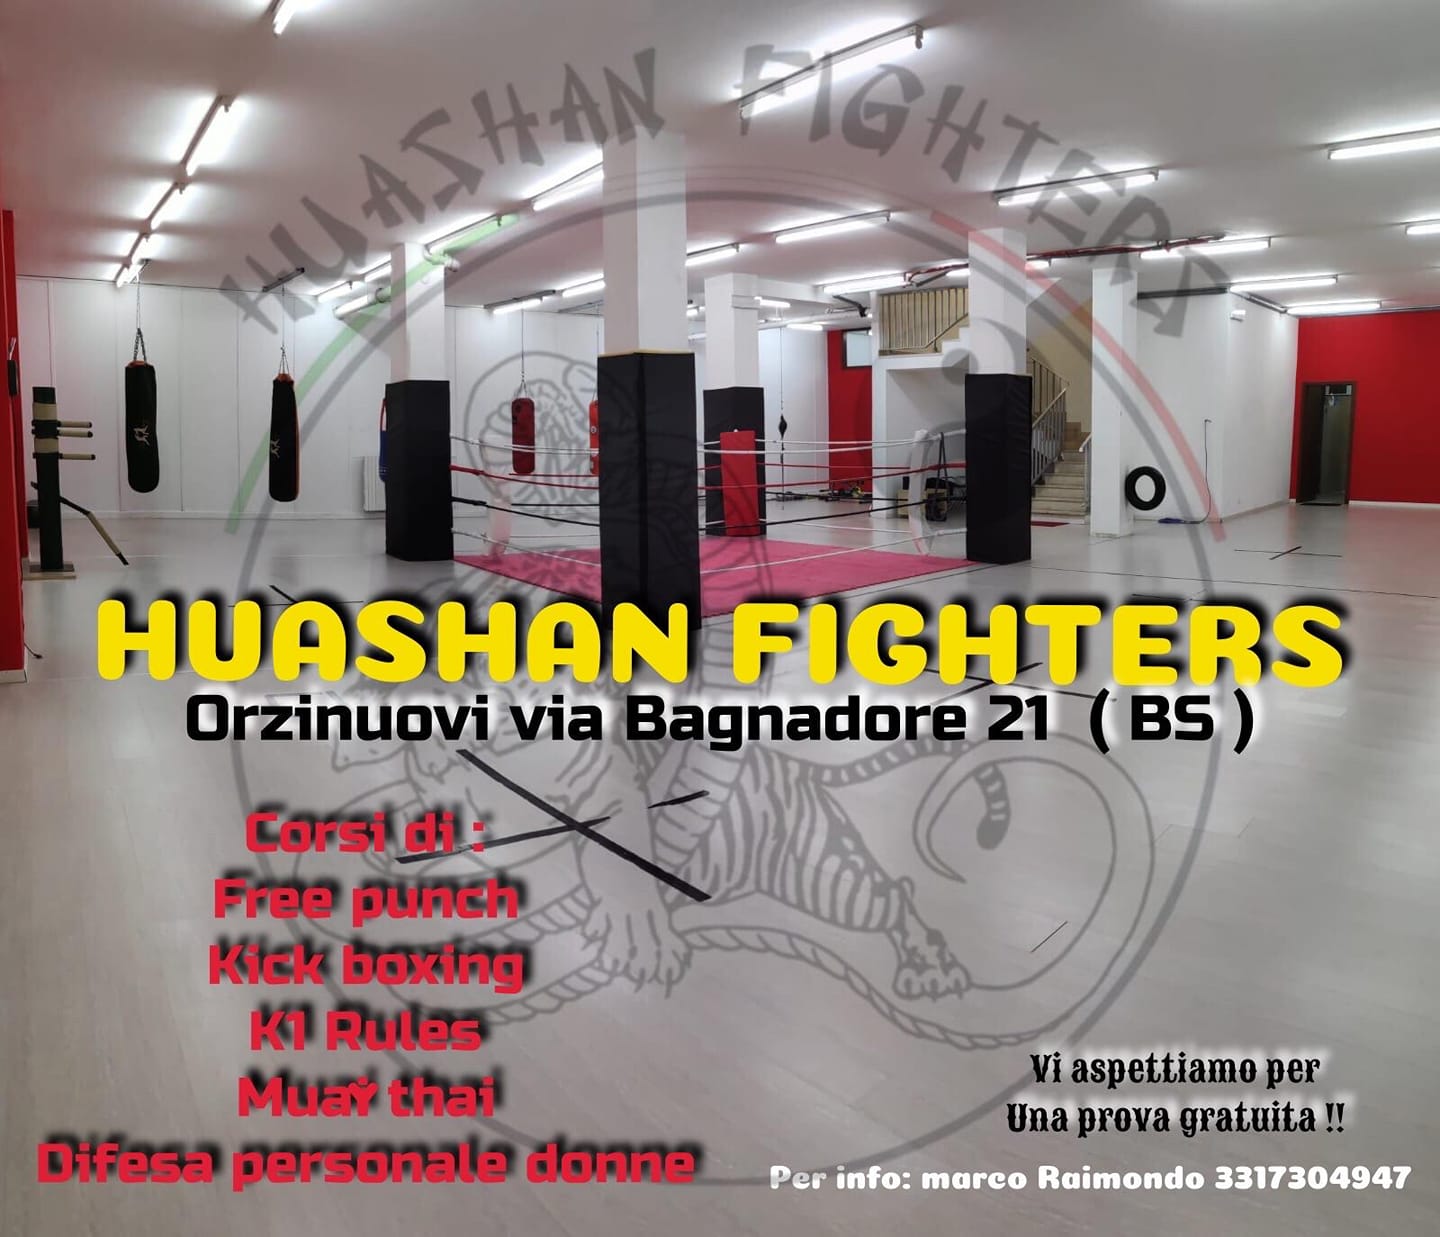 HUASHAN FIGHTERS
HUASHAN FIGHTERS
Orzinuovi via Bagnadore 21 ( BS )
Corsi di :
Free punch
Kick boxing
K1 Rules
Muay thai
Difesa personale donne
Vi aspettiamo per
Una prova gratuita !!
Per info: marco Raimondo 3317304947